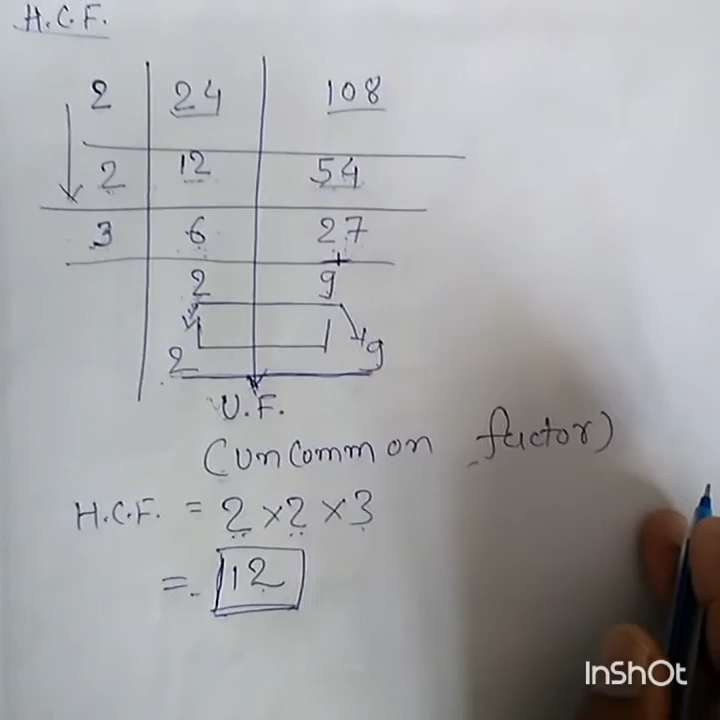 H.C.F.
2 24 108
2 12 54
3 6 27
2 9
2 9
U.F.
(uncommon factor)
H.C.F. = 2 × 2 × 3
= 12
InShOt